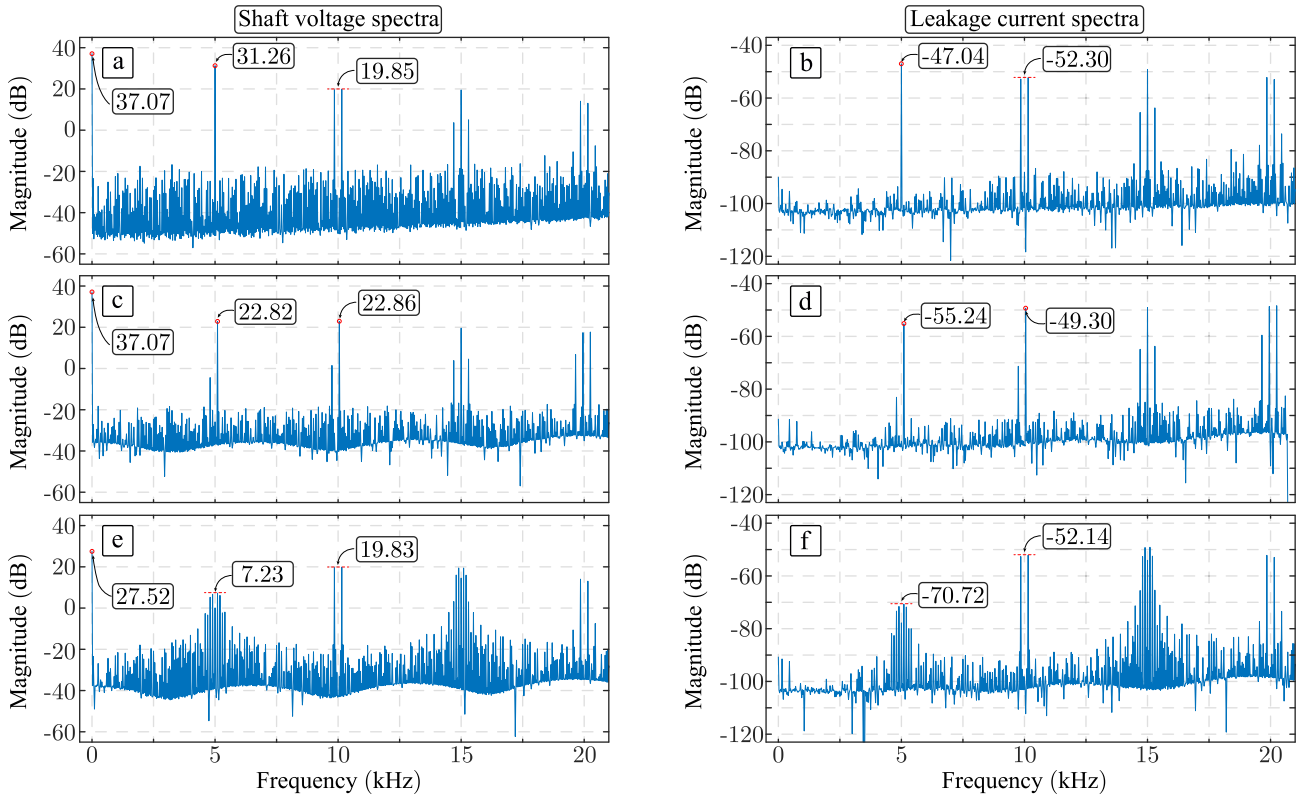 Shaft voltage spectra
Leakage current spectra
40
20
0
-20
-40
-60
Magnitude (dB)
a
37.07
31.26
19.85
-40
-60
-80
-100
-120
Magnitude (dB)
b
-47.04
-52.30
40
20
0
-20
-40
-60
Magnitude (dB)
c
37.07
22.82
22.86
-40
-60
-80
-100
-120
Magnitude (dB)
d
-55.24
-49.30
40
20
0
-20
-40
-60
Magnitude (dB)
e
27.52
7.23
19.83
0 5 10 15 20
Frequency (kHz)
-40
-60
-80
-100
-120
Magnitude (dB)
f
-70.72
-52.14
0 5 10 15 20
Frequency (kHz)